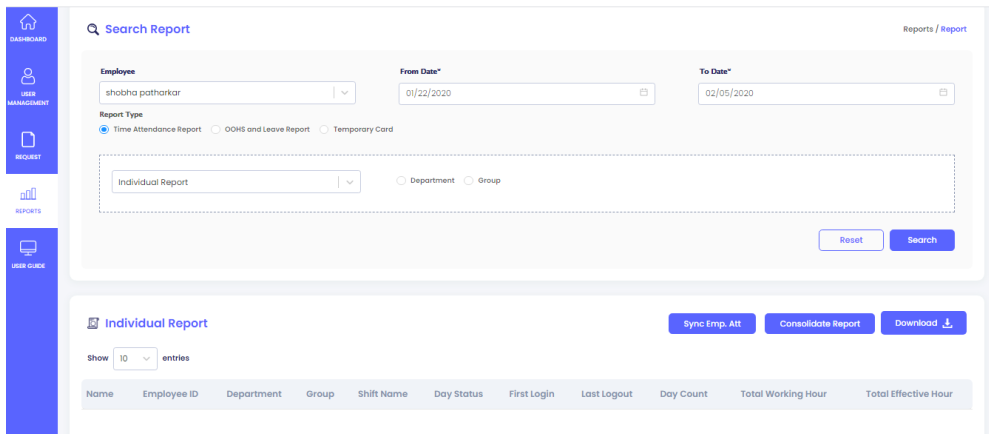 DASHBOARD
USER
MANAGEMENT
REQUEST
REPORTS
USER GUIDE
Search Report
Reports / Report
Employee
From Date*
To Date*
shobha patharkar
01/22/2020
02/05/2020
Report Type
Time Attendance Report OOHS and Leave Report Temporary Card
Individual Report
Department Group
Reset Search
Individual Report
Sync Emp. Att Consolidate Report Download
Show 10 entries
Name Employee ID Department Group Shift Name Day Status First Login Last Logout Day Count Total Working Hour Total Effective Hour